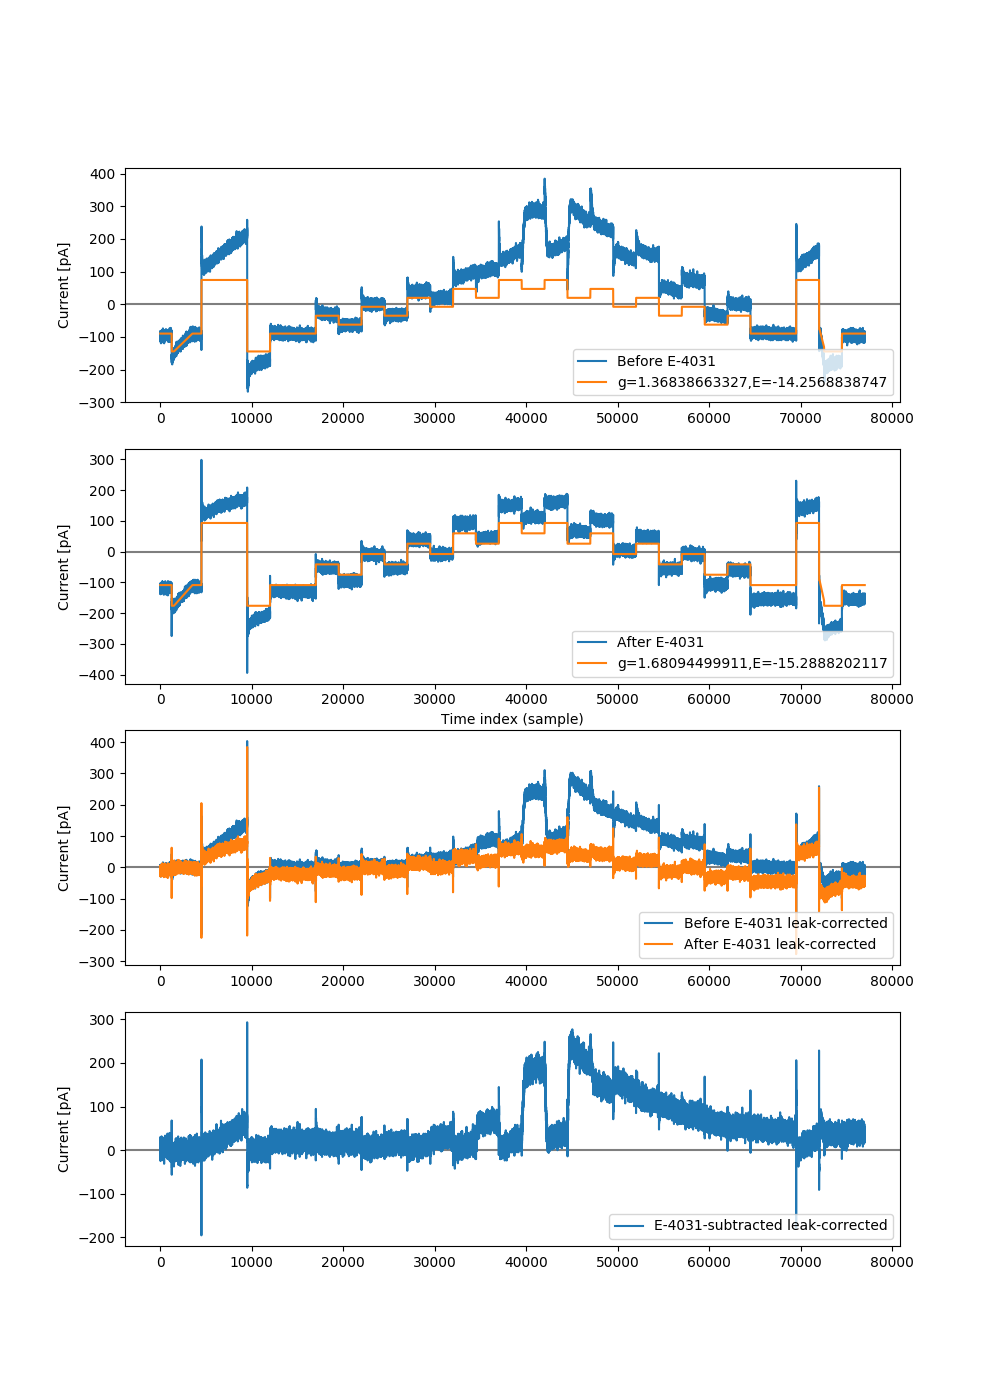 400
300
200
100
0
−100
−200
−300
Current [pA]
Before E-4031
g=1.36838663327,E=-14.2568838747
0 10000 20000 30000 40000 50000 60000 70000 80000
300
200
100
0
−100
−200
−300
−400
Current [pA]
After E-4031
g=1.68094499911,E=-15.2888202117
0 10000 20000 30000 40000 50000 60000 70000 80000
Time index (sample)
400
300
200
100
0
−100
−200
−300
Current [pA]
Before E-4031 leak-corrected
After E-4031 leak-corrected
0 10000 20000 30000 40000 50000 60000 70000 80000
300
200
100
0
−100
−200
Current [pA]
E-4031-subtracted leak-corrected
0 10000 20000 30000 40000 50000 60000 70000 80000